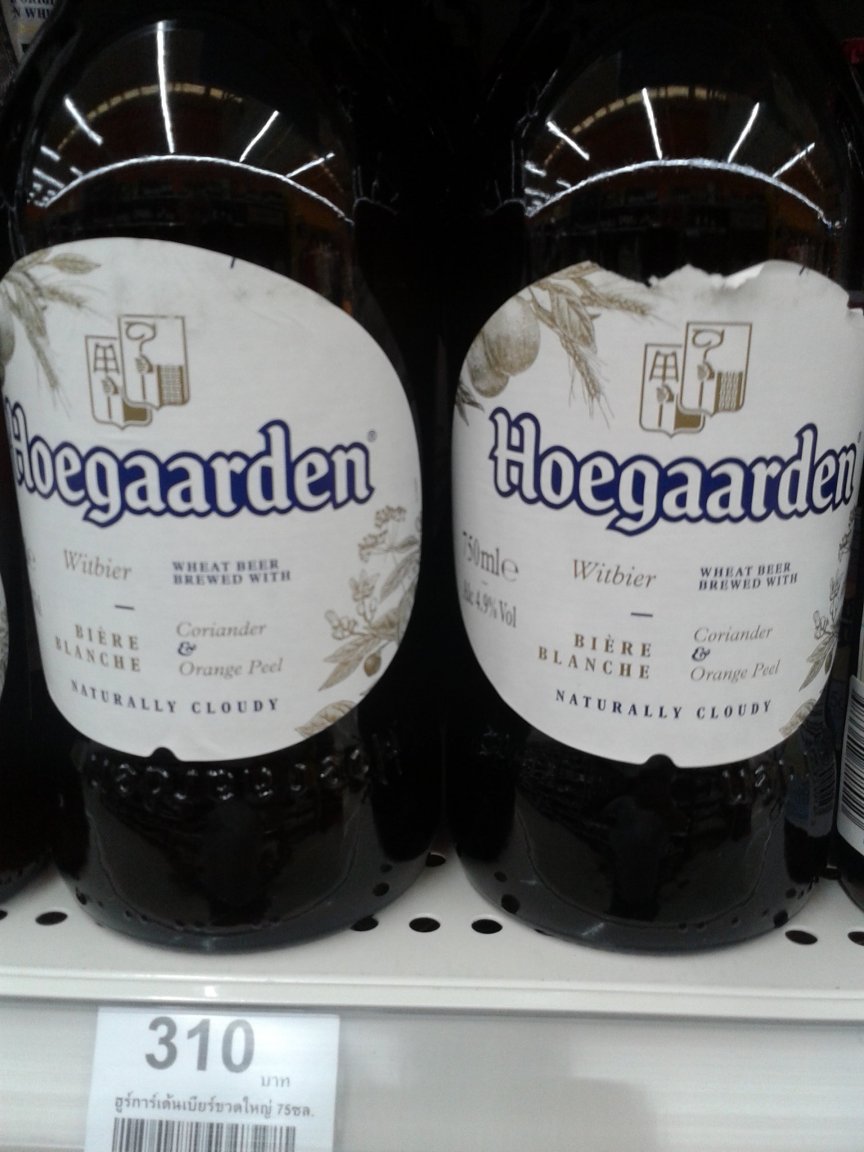 Hoegaarden®
Witbier
WHEAT BEER
BREWED WITH
BIÈRE
BLANCHE
Coriander
&
Orange Peel
NATURALLY CLOUDY
Hoegaarden
750ml e
Alc 4.9% Vol
Witbier
WHEAT BEER
BREWED WITH
BIÈRE
BLANCHE
Coriander
&
Orange Peel
NATURALLY CLOUDY
310
บาท
ฮูร์การ์เด้นเบียร์ขวดใหญ่ 75ซล.